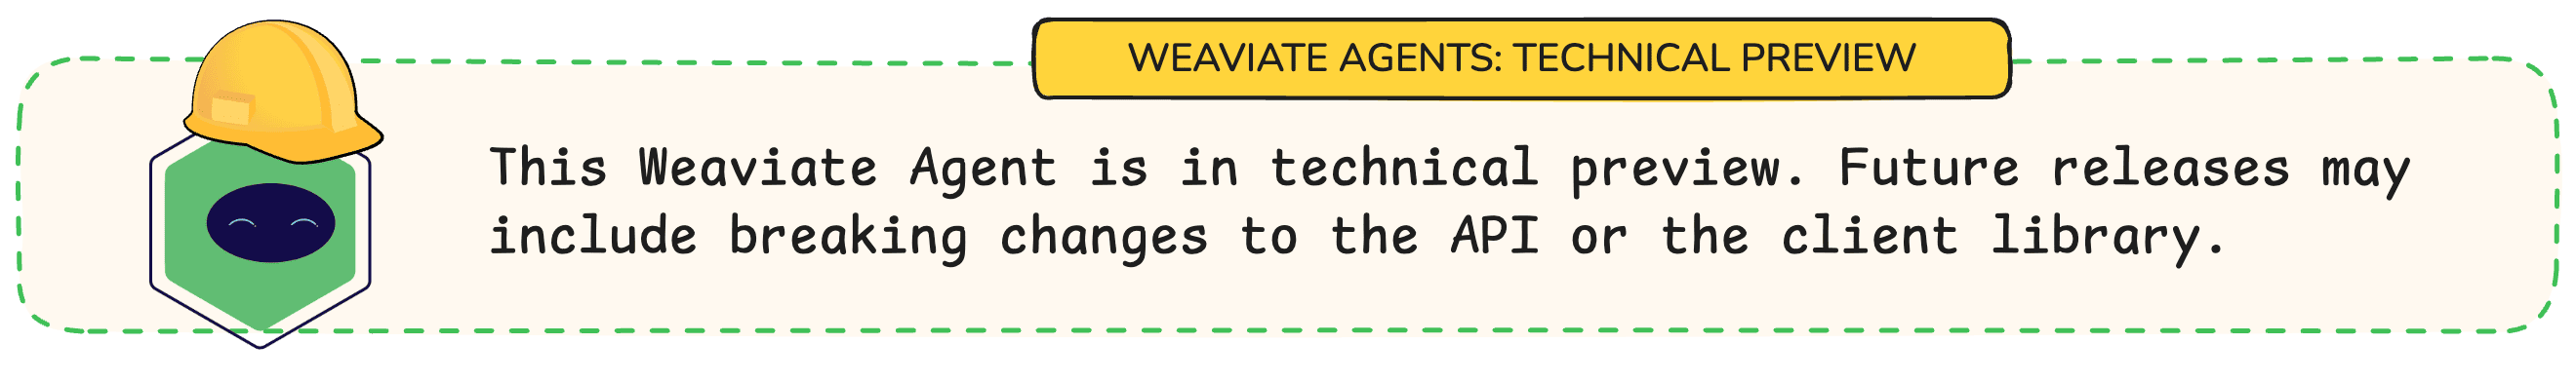 WEAVIATE AGENTS: TECHNICAL PREVIEW
This Weaviate Agent is in technical preview. Future releases may
include breaking changes to the API or the client library.